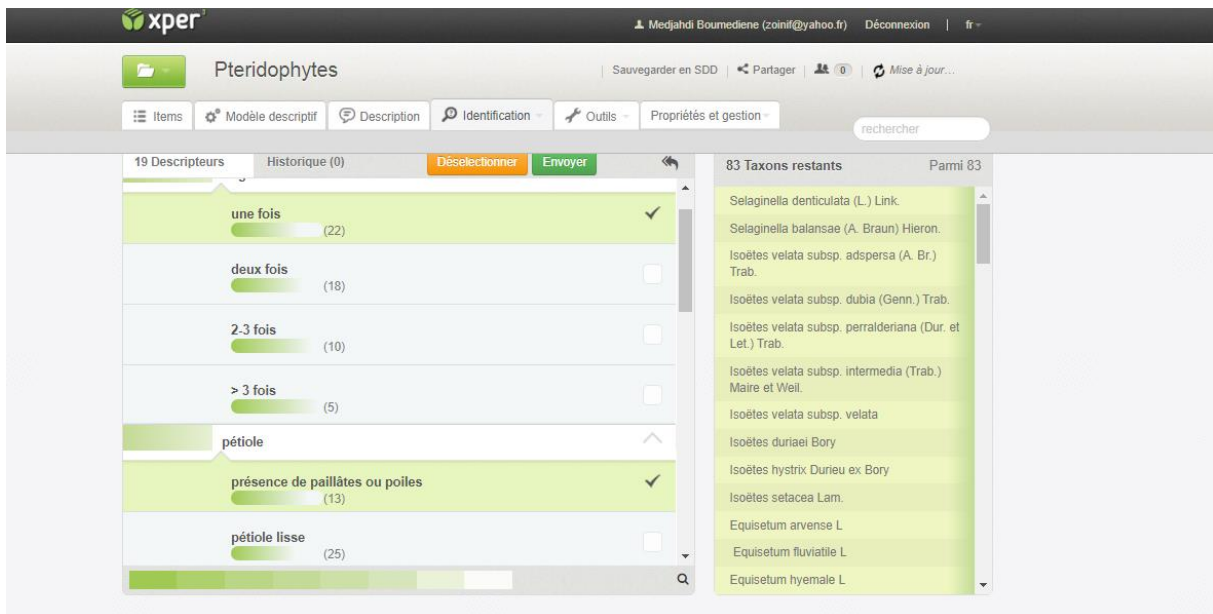 xper³
Medjahdi Boumediene (zoinif@yahoo.fr) Déconnexion | fr
Pteridophytes
Sauvegarder en SDD | Partager | 0 | Mise à jour...
Items
Modèle descriptif
Description
Identification
Outils
Propriétés et gestion
rechercher
19 Descripteurs
Historique (0)
Déselectionner
Envoyer
une fois
(22)
deux fois
(18)
2-3 fois
(10)
> 3 fois
(5)
pétiole
présence de paillâtes ou poiles
(13)
pétiole lisse
(25)
83 Taxons restants
Parmi 83
Selaginella denticulata (L.) Link.
Selaginella balansae (A. Braun) Hieron.
Isoëtes velata subsp. adspersa (A. Br.)
Trab.
Isoëtes velata subsp. dubia (Genn.) Trab.
Isoëtes velata subsp. perralderiana (Dur. et
Let.) Trab.
Isoëtes velata subsp. intermedia (Trab.)
Maire et Weil.
Isoëtes velata subsp. velata
Isoëtes duriaei Bory
Isoëtes hystrix Durieu ex Bory
Isoëtes setacea Lam.
Equisetum arvense L
Equisetum fluviatile L
Equisetum hyemale L